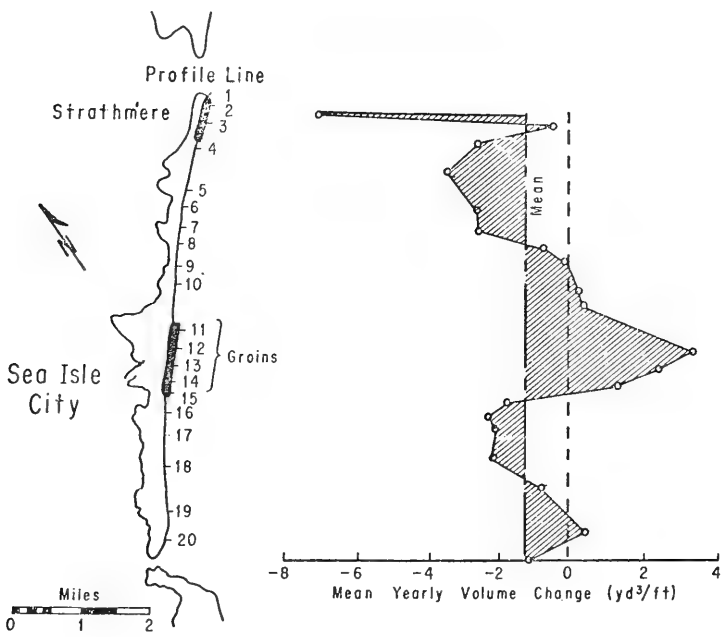 Profile Line
Strathmere
1
2
3
4
5
6
7
8
9
10
11
12
13
14
15
16
17
18
19
20
Groins
Sea Isle
City
Miles
0 1 2
Mean
-8 -6 -4 -2 0 2 4
Mean Yearly Volume Change (yd³/ft)